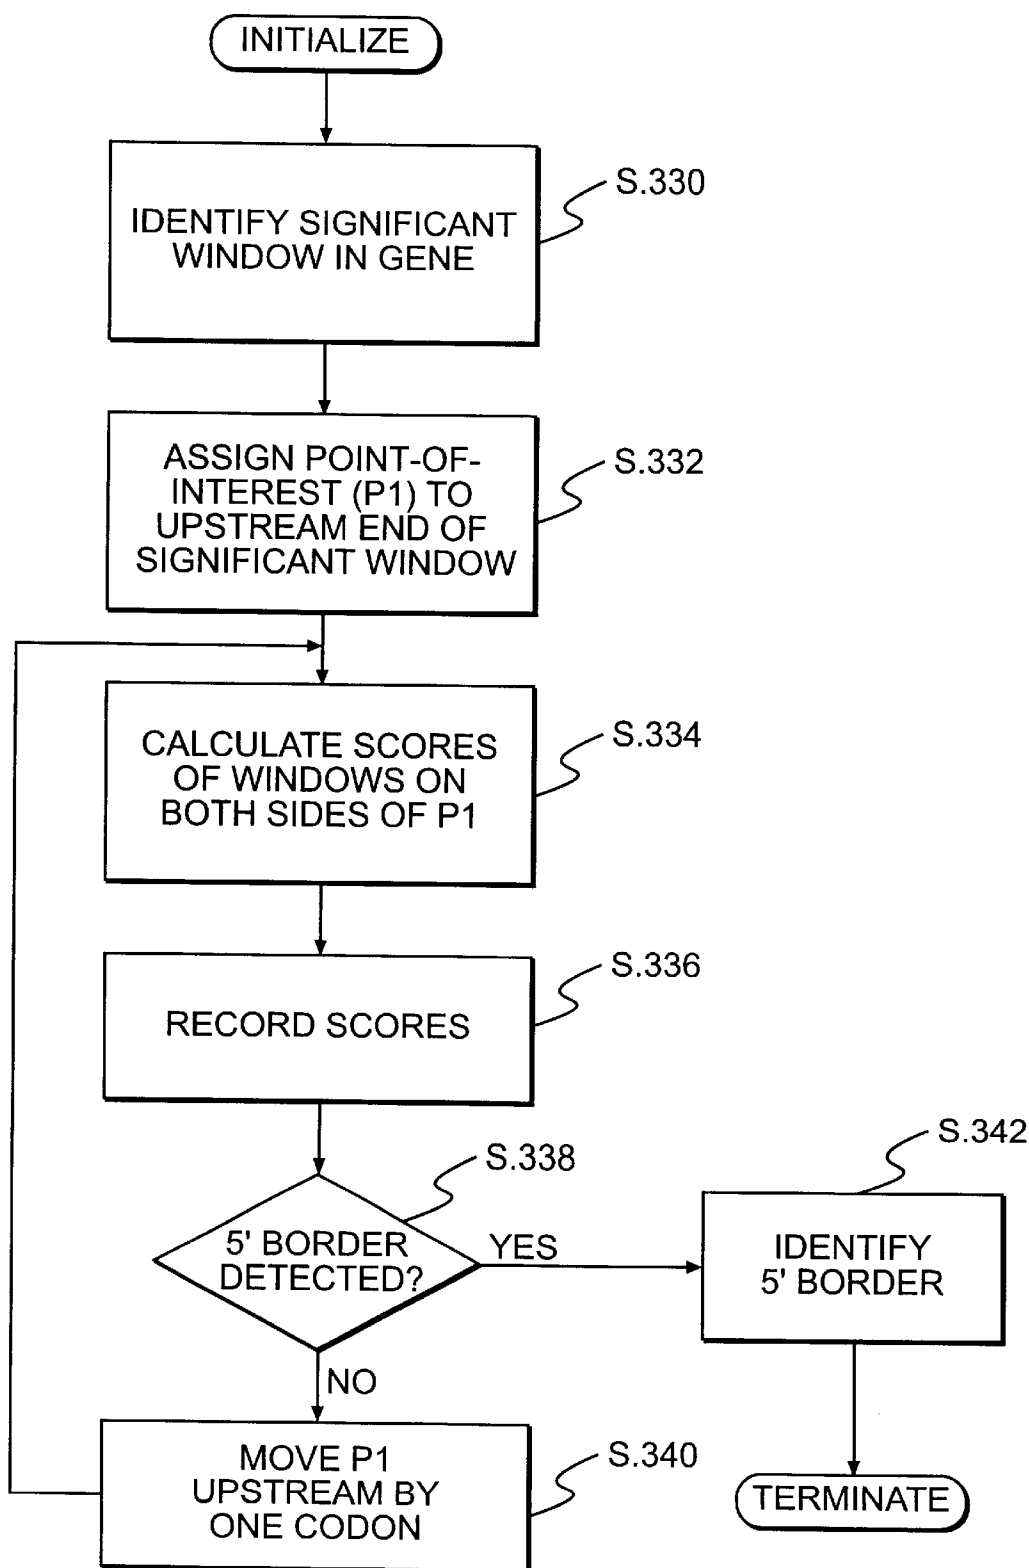 INITIALIZE
IDENTIFY SIGNIFICANT
WINDOW IN GENE
S.330
ASSIGN POINT-OF-
INTEREST (P1) TO
UPSTREAM END OF
SIGNIFICANT WINDOW
S.332
CALCULATE SCORES
OF WINDOWS ON
BOTH SIDES OF P1
S.334
RECORD SCORES
S.336
5' BORDER
DETECTED?
S.338
YES
IDENTIFY
5' BORDER
S.342
NO
MOVE P1
UPSTREAM BY
ONE CODON
S.340
TERMINATE